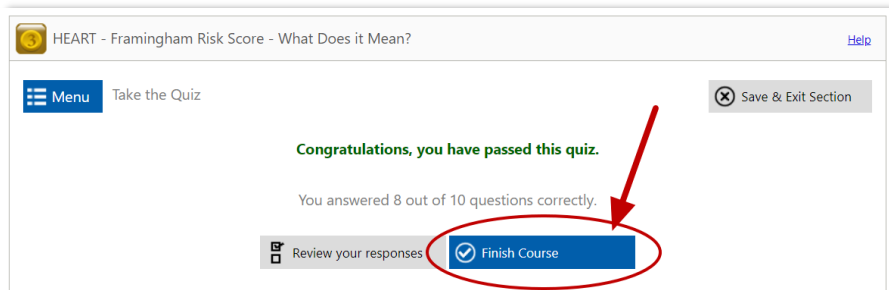 3 HEART - Framingham Risk Score - What Does it Mean? Help
Menu Take the Quiz Save & Exit Section
Congratulations, you have passed this quiz.
You answered 8 out of 10 questions correctly.
Review your responses Finish Course